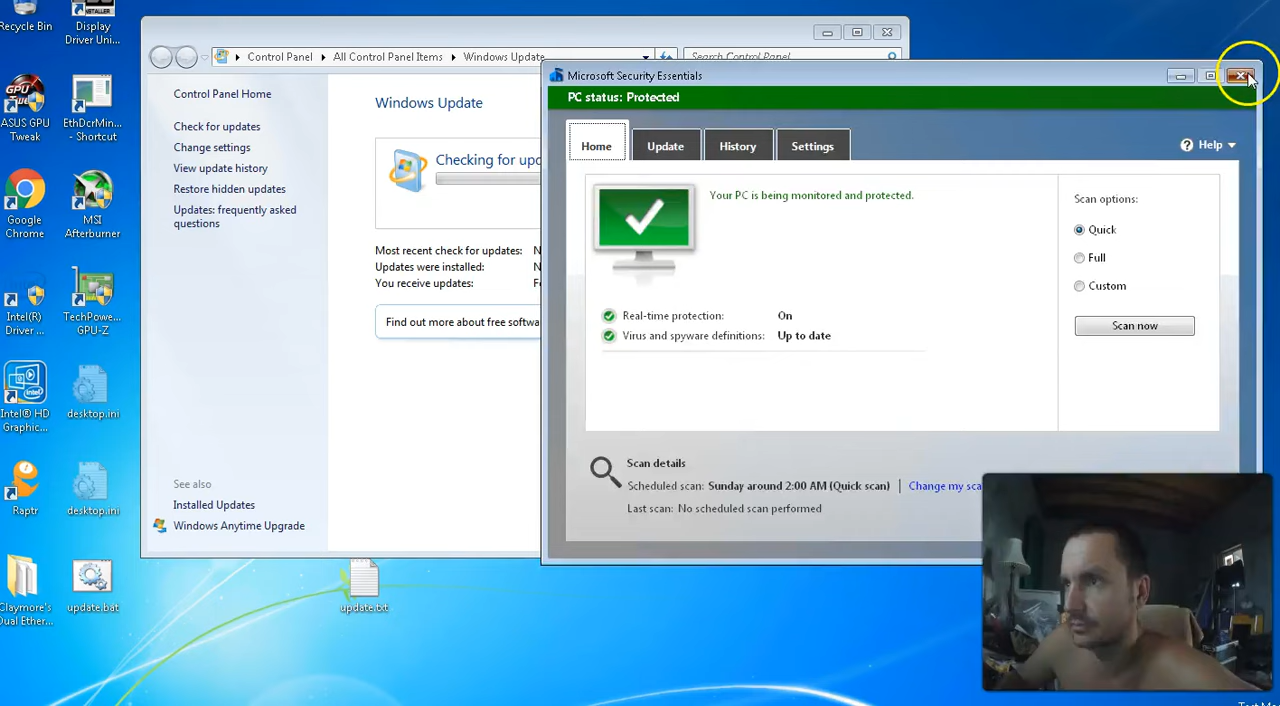 Recycle Bin
Display
Driver Uni...
ASUS GPU
Tweak
EthDcrMin...
- Shortcut
Google
Chrome
MSI
Afterburner
Intel(R)
Driver ...
TechPowe...
GPU-Z
Intel® HD
Graphic...
desktop.ini
Raptr
desktop.ini
Claymore's
Dual Ether...
update.bat
update.txt
Control Panel
All Control Panel Items
Windows Update
Search Control Panel
Control Panel Home
Check for updates
Change settings
View update history
Restore hidden updates
Updates: frequently asked
questions
See also
Installed Updates
Windows Anytime Upgrade
Windows Update
Checking for upd
Most recent check for updates: N
Updates were installed: N
You receive updates: Fo
Find out more about free softwa
Microsoft Security Essentials
PC status: Protected
Home
Update
History
Settings
Help
Your PC is being monitored and protected.
Real-time protection: On
Virus and spyware definitions: Up to date
Scan options:
Quick
Full
Custom
Scan now
Scan details
Scheduled scan: Sunday around 2:00 AM (Quick scan) | Change my sca
Last scan: No scheduled scan performed